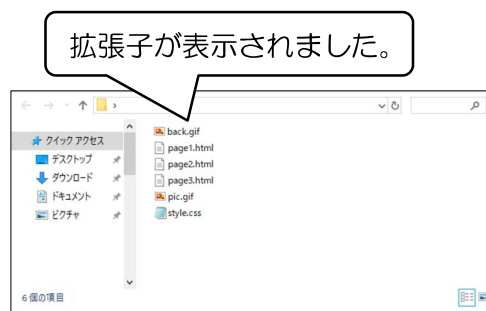 拡張子が表示されました。
クイック アクセス
デスクトップ
ダウンロード
ドキュメント
ピクチャ
back.gif
page1.html
page2.html
page3.html
pic.gif
style.css
6 個の項目